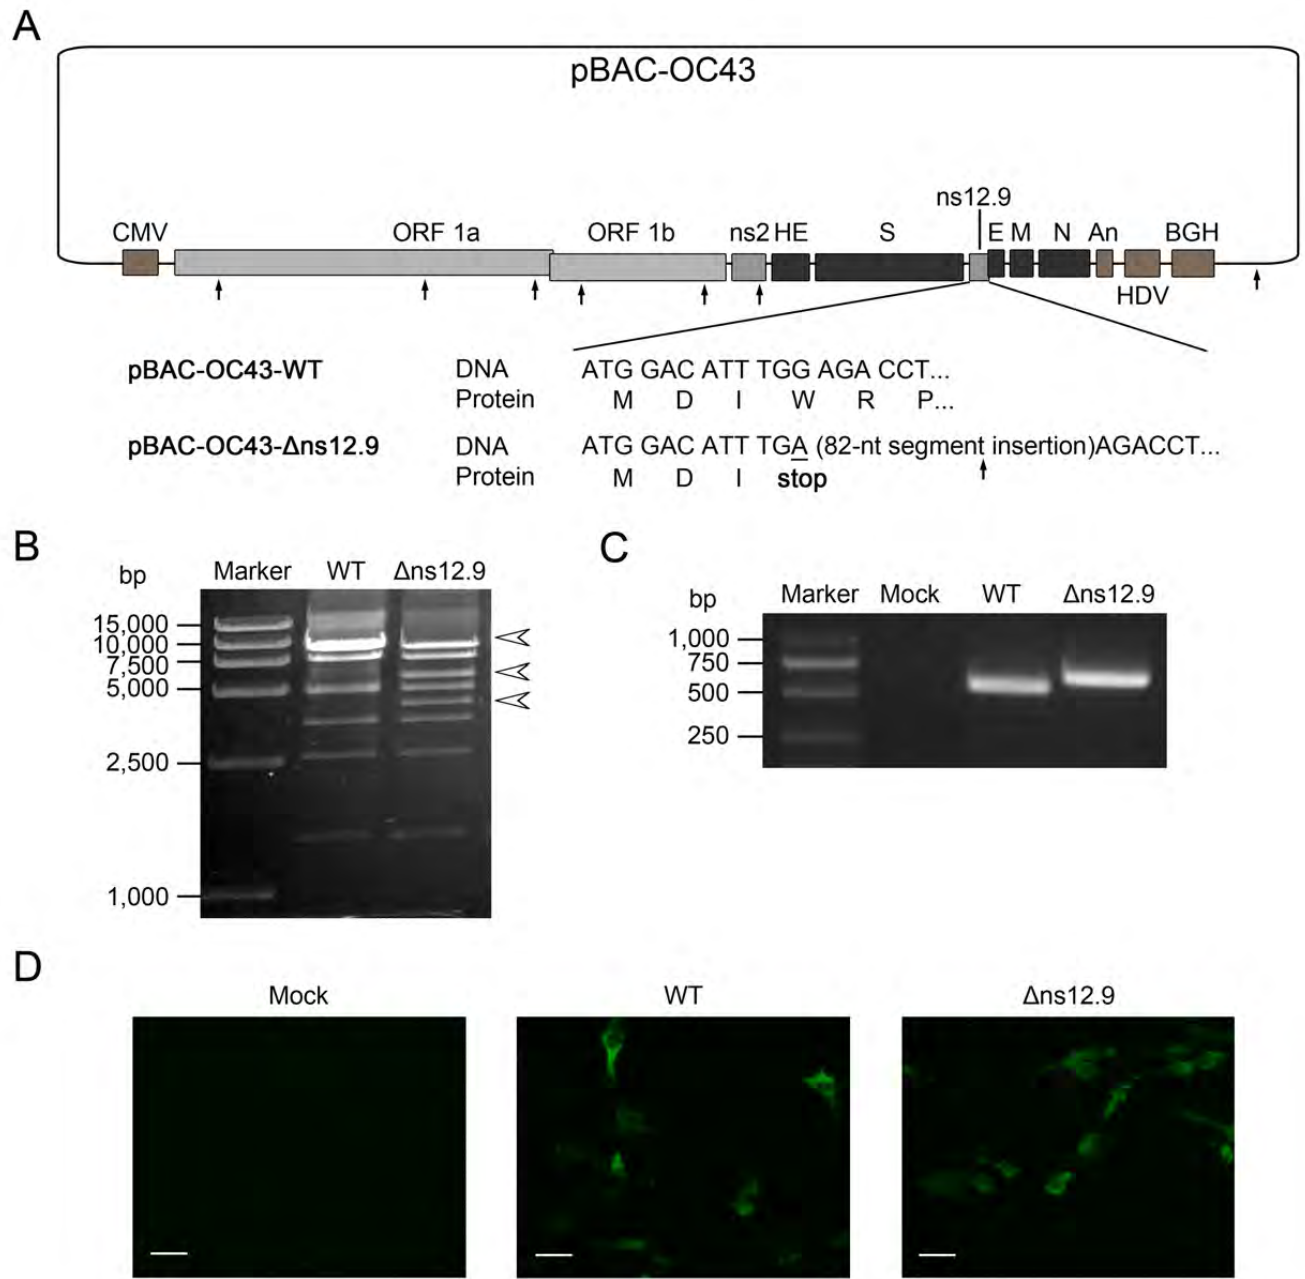 A
pBAC-OC43
ns12.9
CMV ORF 1a ORF 1b ns2 HE S E M N An BGH
HDV
pBAC-OC43-WT DNA ATG GAC ATT TGG AGA CCT...
Protein M D I W R P...
pBAC-OC43-Δns12.9 DNA ATG GAC ATT TGA (82-nt segment insertion)AGACCT...
Protein M D I stop
B
bp Marker WT Δns12.9
15,000
10,000
7,500
5,000
2,500
1,000
C
bp Marker Mock WT Δns12.9
1,000
750
500
250
D
Mock WT Δns12.9